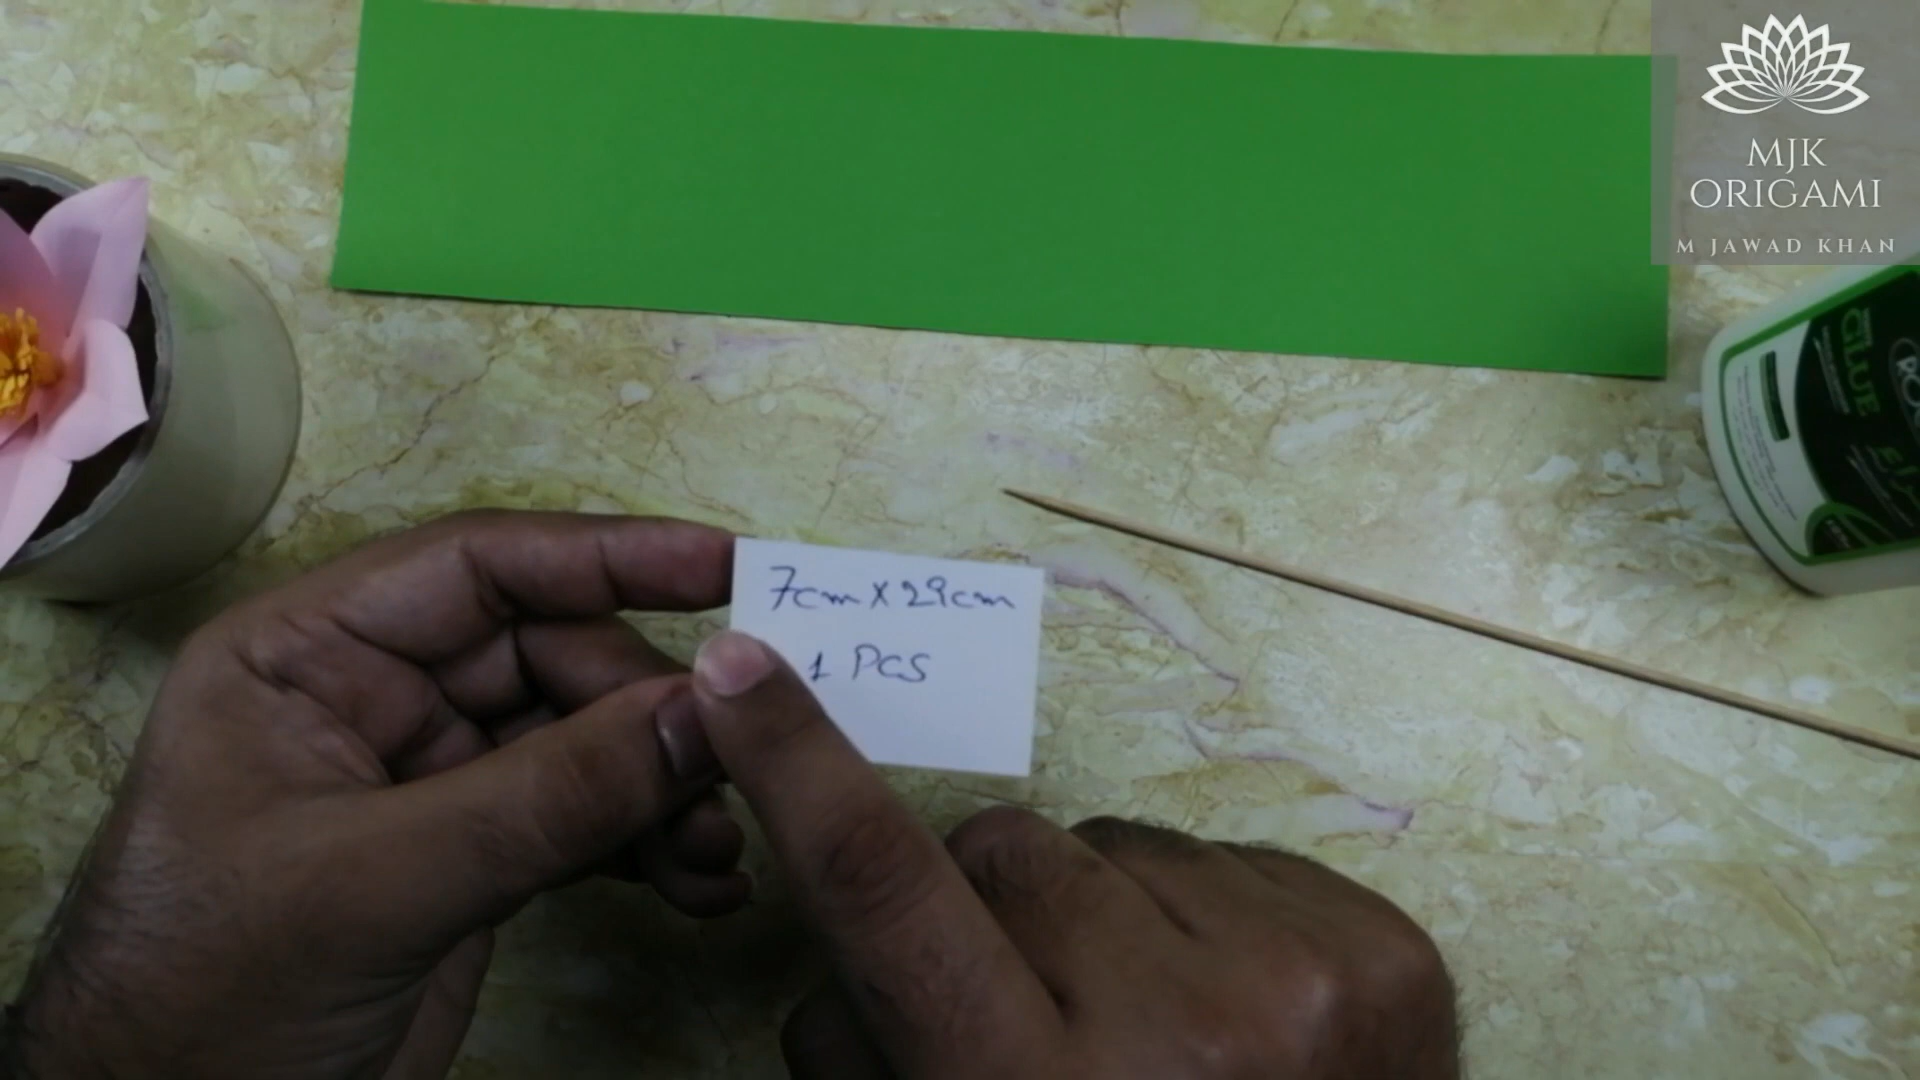 MJK
ORIGAMI
M JAWAD KHAN
GLUE
7cm X 29cm
1 PCS